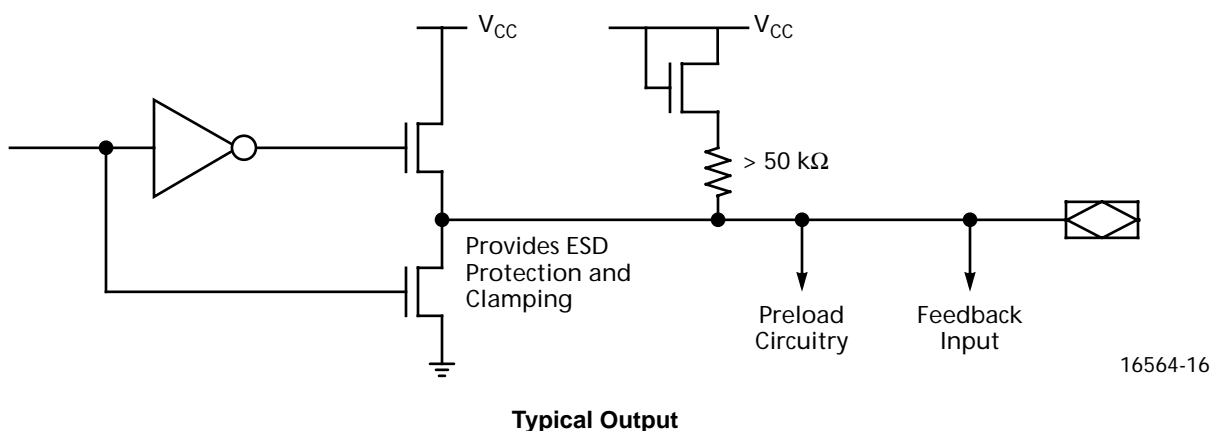 V_CC
V_CC
> 50 kΩ
Provides ESD
Protection and
Clamping
Preload
Circuitry
Feedback
Input
16564-16
Typical Output